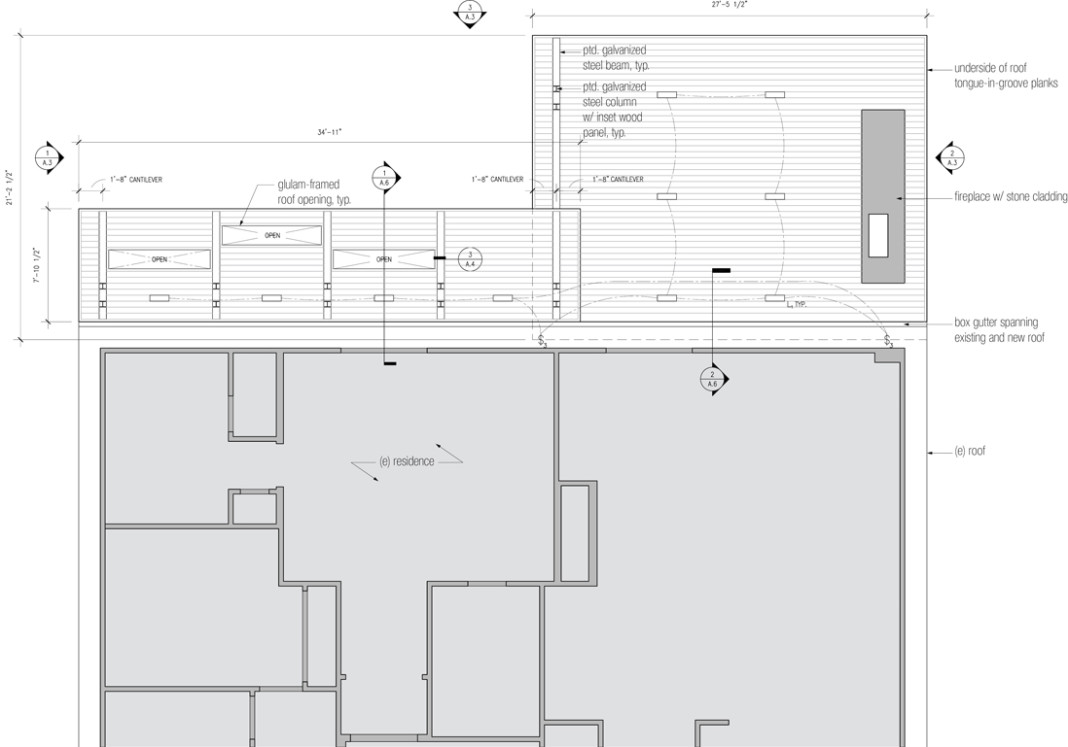 3
A.3
27'-5 1/2"
ptd. galvanized
steel beam, typ.
underside of roof
tongue-in-groove planks
ptd. galvanized
steel column
w/ inset wood
panel, typ.
34'-11"
1
A.3
2
A.3
21'-2 1/2"
1'-8" CANTILEVER
1
A.6
1'-8" CANTILEVER
1'-8" CANTILEVER
glulam-framed
roof opening, typ.
fireplace w/ stone cladding
OPEN
7'-10 1/2"
OPEN
OPEN
3
A.4
L, TYP.
box gutter spanning
existing and new roof
$3
$3
2
A.6
(e) residence
(e) roof